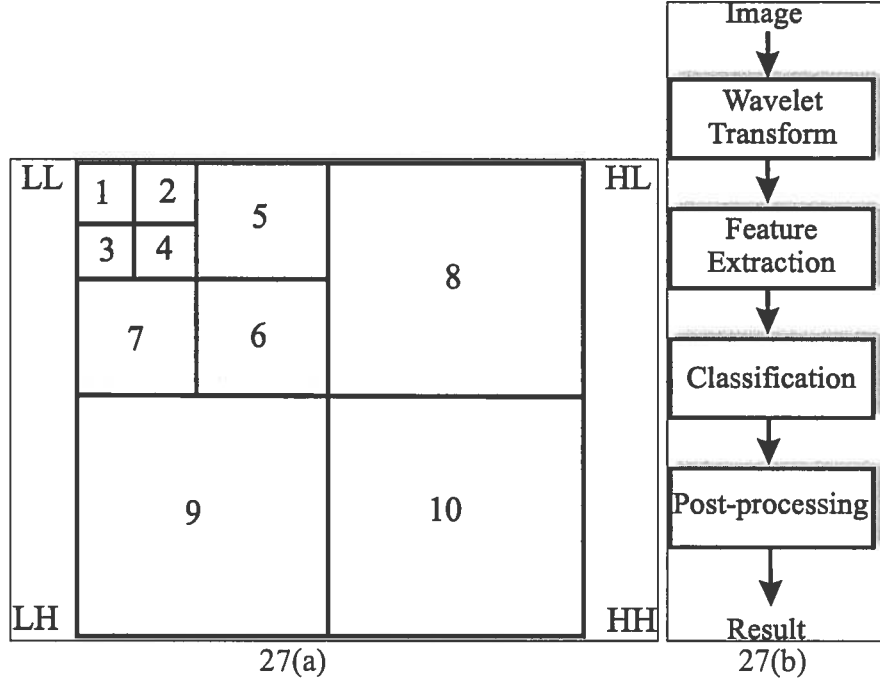 LL
1
2
5
HL
3
4
8
7
6
9
10
LH
HH
27(a)
Image
Wavelet
Transform
Feature
Extraction
Classification
Post-processing
Result
27(b)